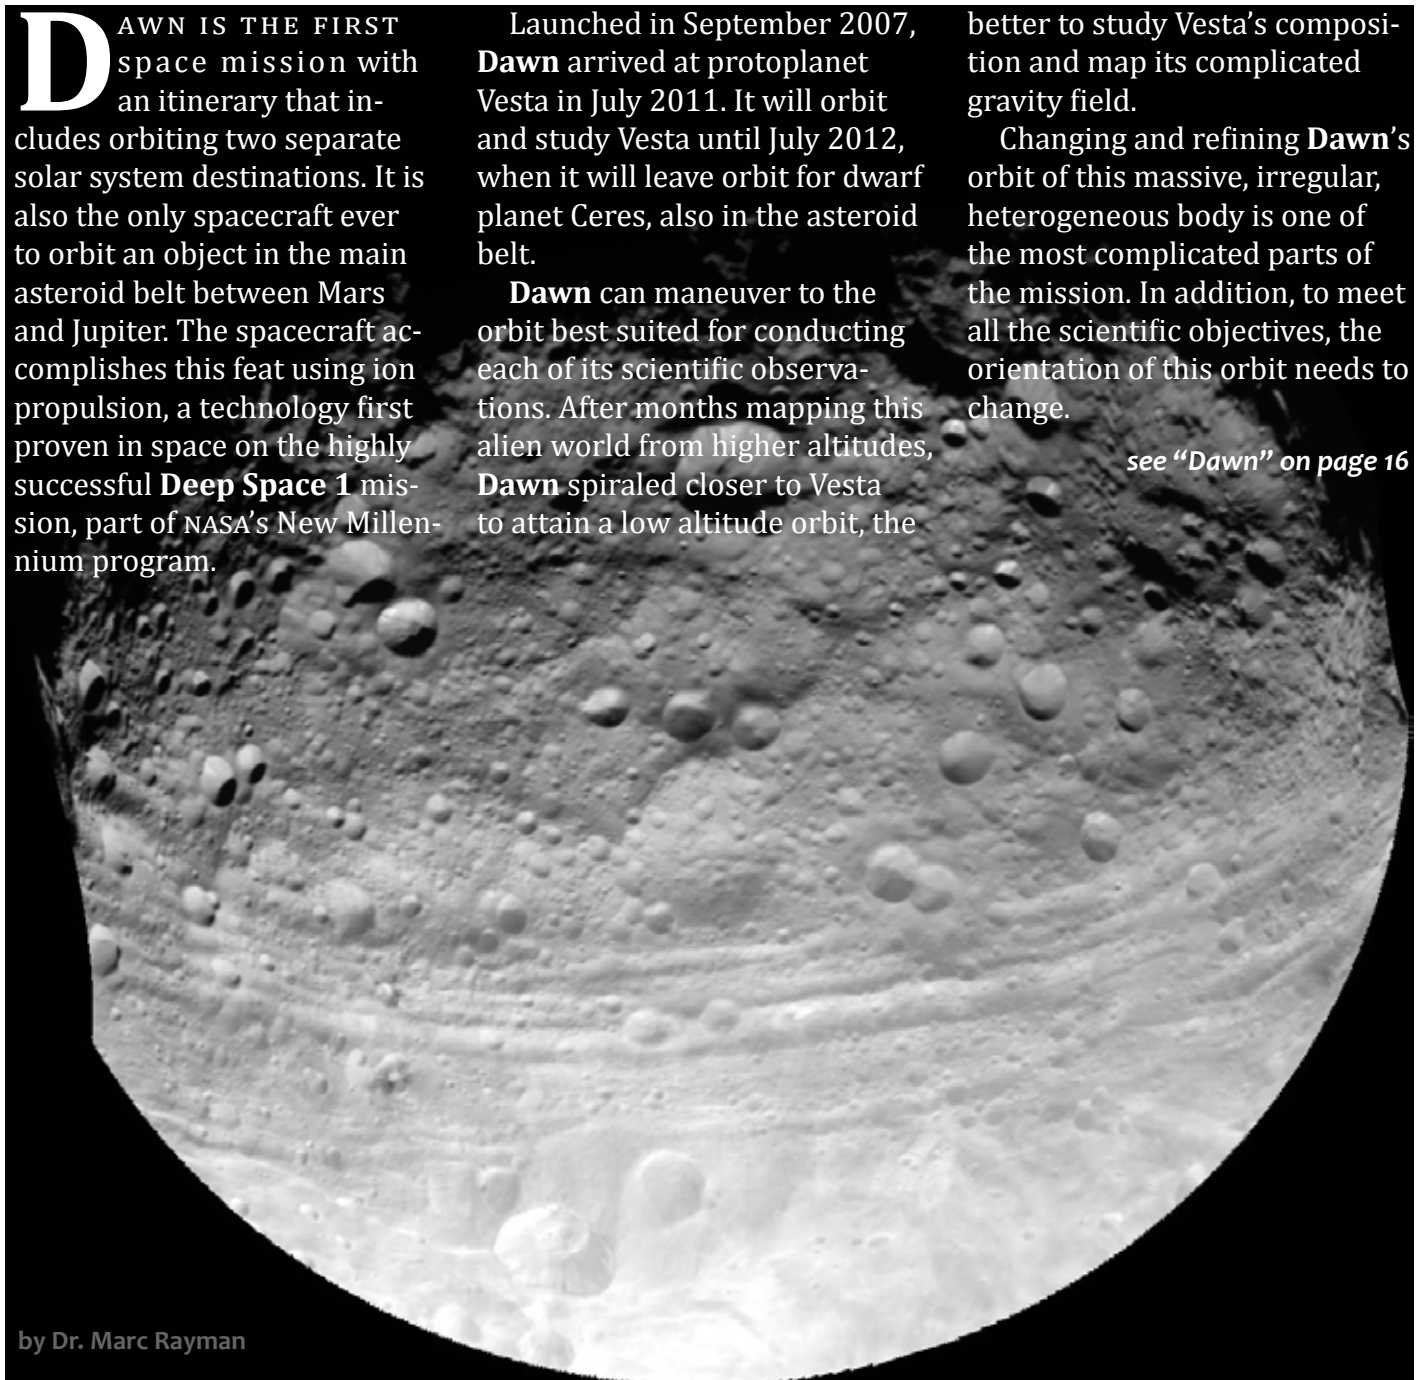 DAWN IS THE FIRST
space mission with
an itinerary that in-
cludes orbiting two separate
solar system destinations. It is
also the only spacecraft ever
to orbit an object in the main
asteroid belt between Mars
and Jupiter. The spacecraft ac-
complishes this feat using ion
propulsion, a technology first
proven in space on the highly
successful Deep Space 1 mis-
sion, part of NASA’s New Millen-
nium program.
Launched in September 2007,
Dawn arrived at protoplanet
Vesta in July 2011. It will orbit
and study Vesta until July 2012,
when it will leave orbit for dwarf
planet Ceres, also in the asteroid
belt.
Dawn can maneuver to the
orbit best suited for conducting
each of its scientific observa-
tions. After months mapping this
alien world from higher altitudes,
Dawn spiraled closer to Vesta
to attain a low altitude orbit, the
better to study Vesta’s composi-
tion and map its complicated
gravity field.
Changing and refining Dawn’s
orbit of this massive, irregular,
heterogeneous body is one of
the most complicated parts of
the mission. In addition, to meet
all the scientific objectives, the
orientation of this orbit needs to
change.
see “Dawn” on page 16
by Dr. Marc Rayman